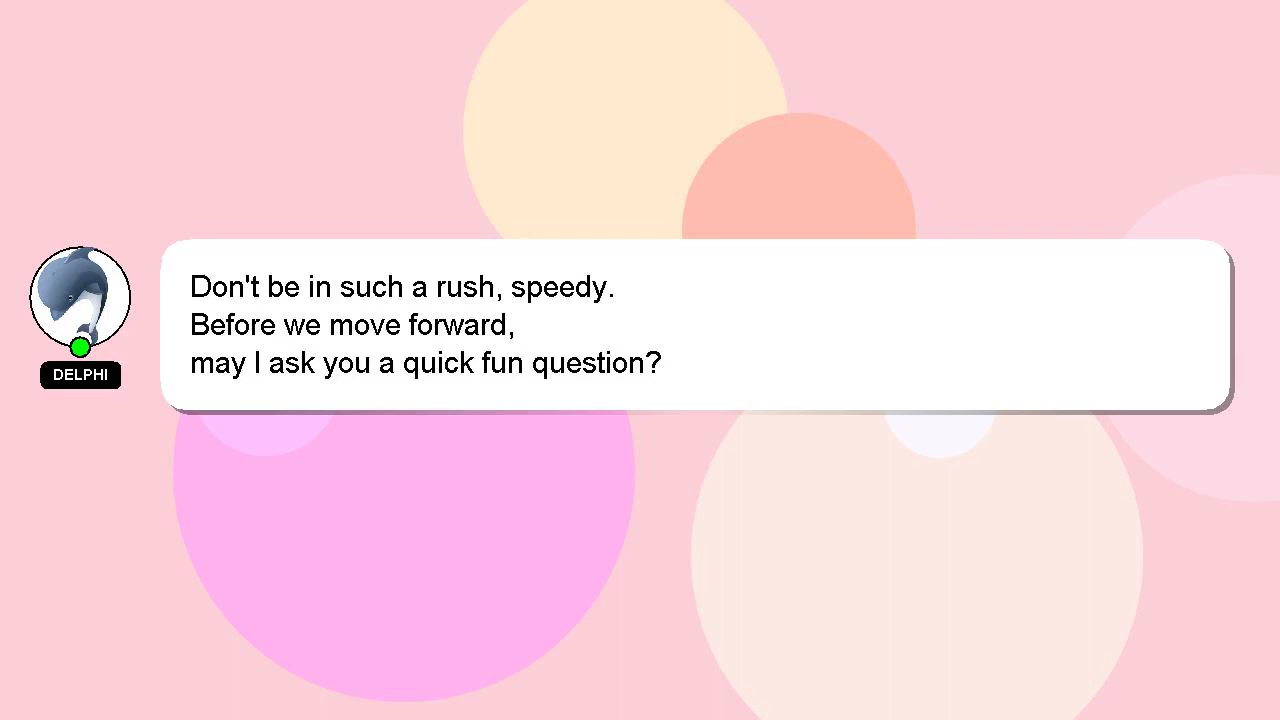 Don't be in such a rush, speedy.
Before we move forward,
may I ask you a quick fun question?
DELPHI